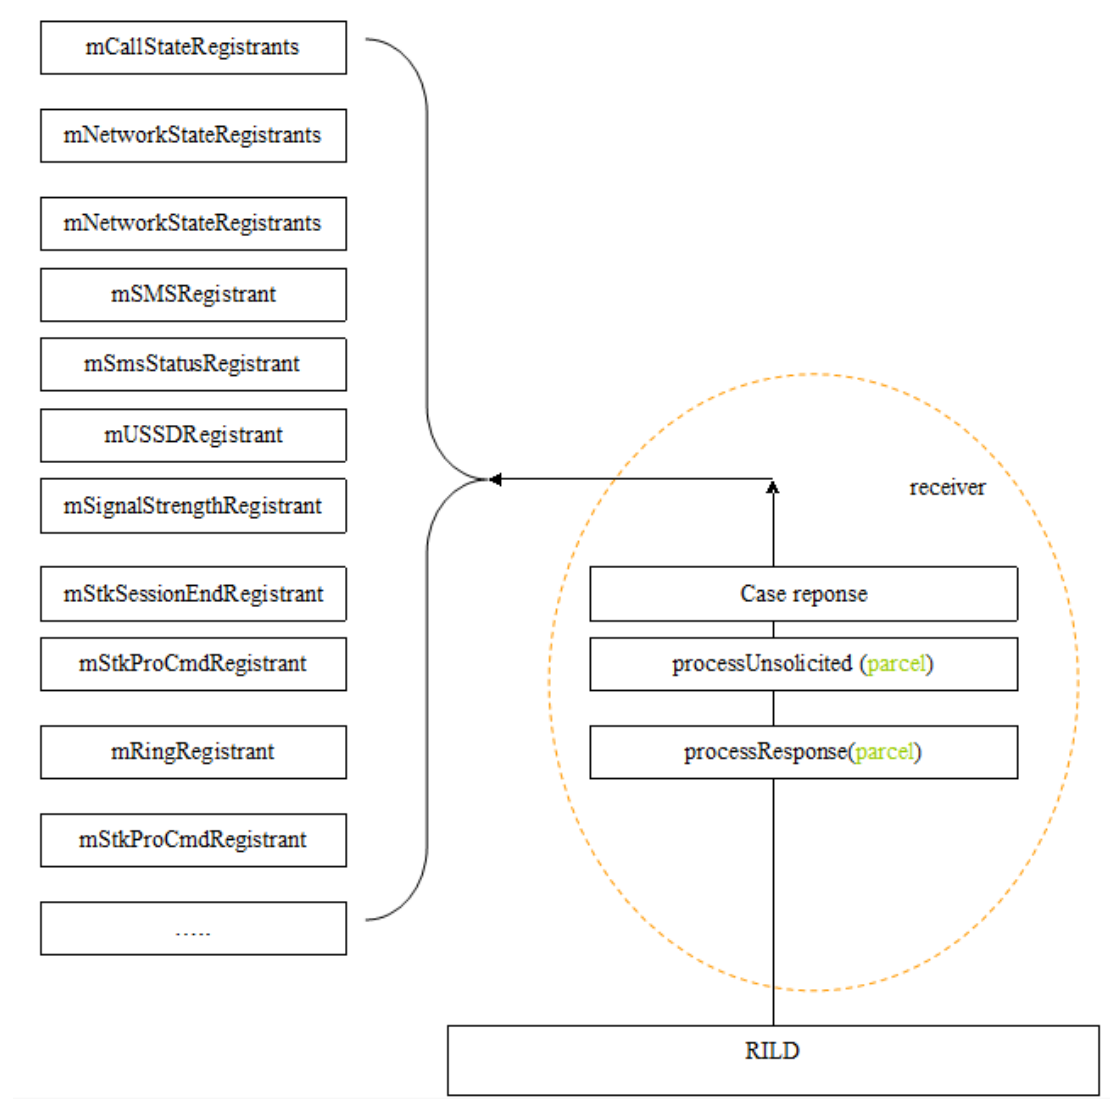 mCallStateRegistrants
mNetworkStateRegistrants
mNetworkStateRegistrants
mSMSRegistrant
mSmsStatusRegistrant
mUSSDRegistrant
mSignalStrengthRegistrant
mStkSessionEndRegistrant
mStkProCmdRegistrant
mRingRegistrant
mStkProCmdRegistrant
.....
receiver
Case reponse
processUnsolicited (parcel)
processResponse(parcel)
RILD